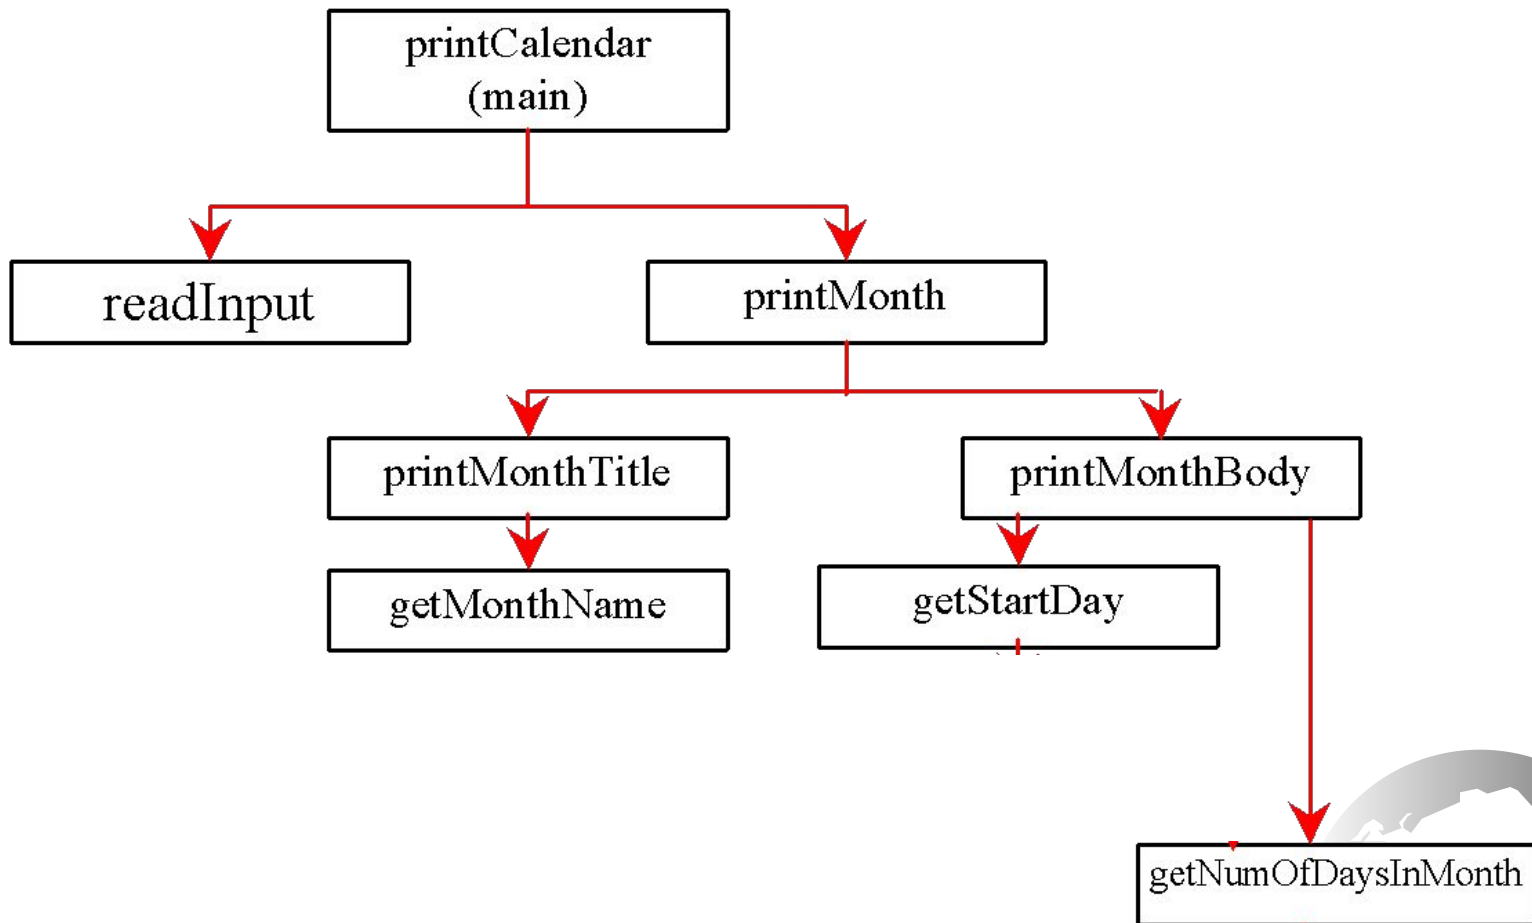 printCalendar
(main)
readInput
printMonth
printMonthTitle
printMonthBody
getMonthName
getStartDay
getNumOfDaysInMonth